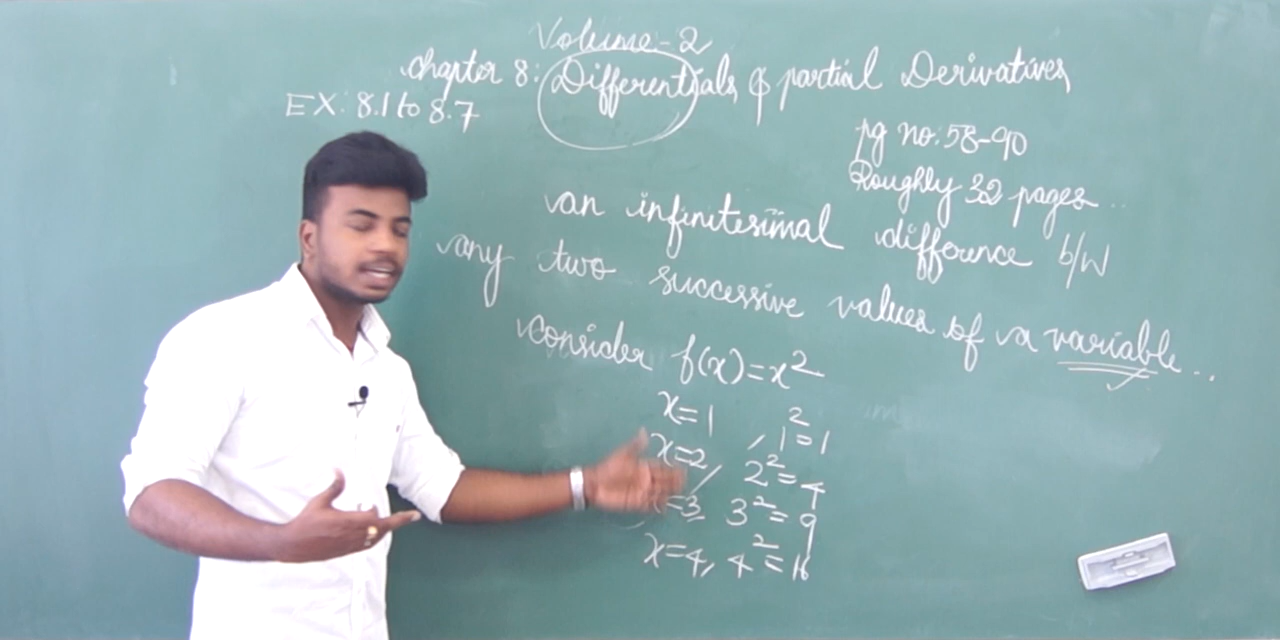 Volume-2
chapter 8: Differentials & partial Derivatives
EX: 8.1 to 8.7
pg no: 58-90
Roughly 32 pages..
an infinitesimal difference b/w
any two successive values of a variable...
consider f(x)=x²
x=1 , 1²=1
x=2, 2²=4
x=3 3²=9
x=4, 4²=16